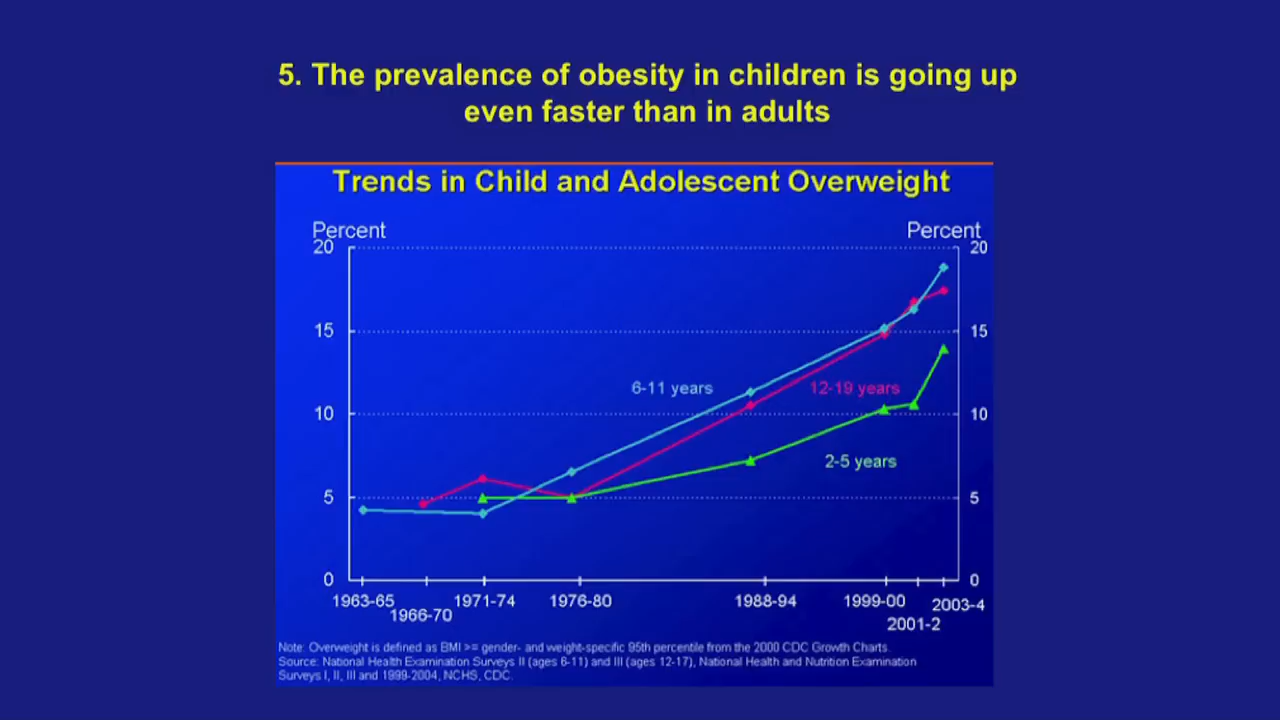 5. The prevalence of obesity in children is going up
even faster than in adults
Trends in Child and Adolescent Overweight
Percent Percent
20 20
15 15
6-11 years 12-19 years
10 10
2-5 years
5 5
0 0
1963-65 1966-70 1971-74 1976-80 1988-94 1999-00 2001-2 2003-4
Note: Overweight is defined as BMI >= gender- and weight-specific 95th percentile from the 2000 CDC Growth Charts.
Source: National Health Examination Surveys II (ages 6-11) and III (ages 12-17), National Health and Nutrition Examination
Surveys I, II, III and 1999-2004, NCHS, CDC.